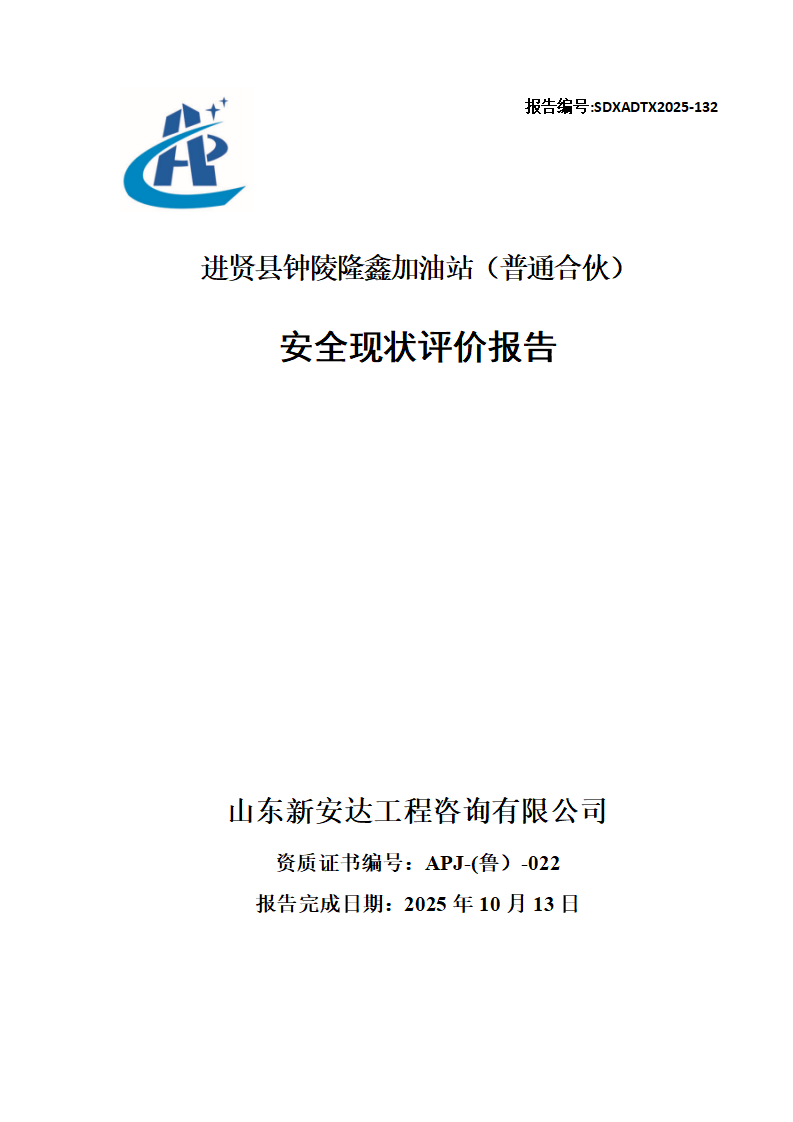 报告编号:SDXADTX2025-132
进贤县钟陵隆鑫加油站（普通合伙）
安全现状评价报告
山东新安达工程咨询有限公司
资质证书编号：APJ-(鲁）-022
报告完成日期：2025 年 10 月 13 日